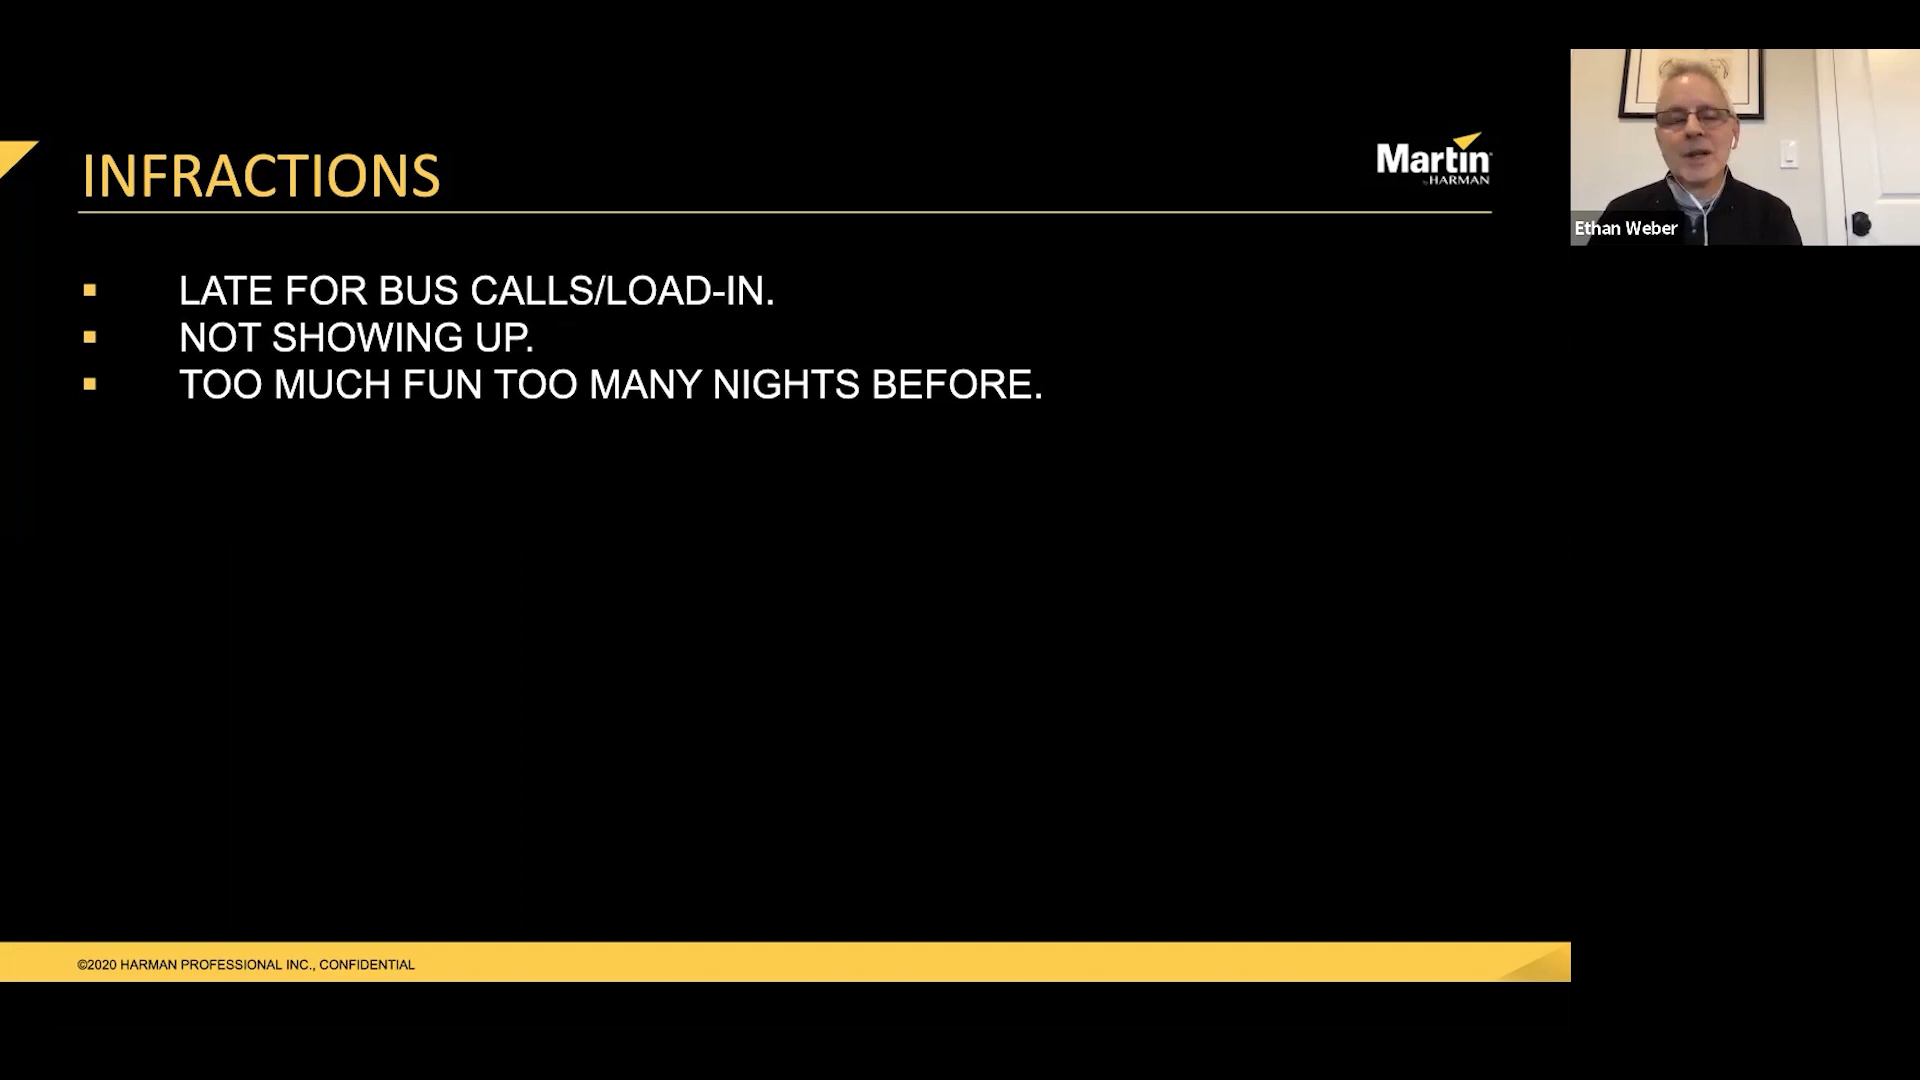 INFRACTIONS
Martin
by HARMAN
Ethan Weber
LATE FOR BUS CALLS/LOAD-IN.
NOT SHOWING UP.
TOO MUCH FUN TOO MANY NIGHTS BEFORE.
©2020 HARMAN PROFESSIONAL INC., CONFIDENTIAL